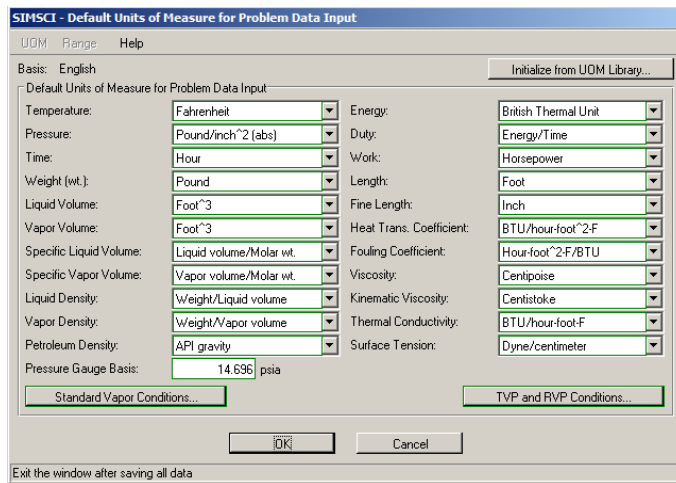 SIMSCI - Default Units of Measure for Problem Data Input
UOM Range Help
Basis: English Initialize from UOM Library...
Default Units of Measure for Problem Data Input
Temperature: Fahrenheit Energy: British Thermal Unit
Pressure: Pound/inch^2 (abs) Duty: Energy/Time
Time: Hour Work: Horsepower
Weight (wt.): Pound Length: Foot
Liquid Volume: Foot^3 Fine Length: Inch
Vapor Volume: Foot^3 Heat Trans. Coefficient: BTU/hour-foot^2-F
Specific Liquid Volume: Liquid volume/Molar wt. Fouling Coefficient: Hour-foot^2-F/BTU
Specific Vapor Volume: Vapor volume/Molar wt. Viscosity: Centipoise
Liquid Density: Weight/Liquid volume Kinematic Viscosity: Centistoke
Vapor Density: Weight/Vapor volume Thermal Conductivity: BTU/hour-foot-F
Petroleum Density: API gravity Surface Tension: Dyne/centimeter
Pressure Gauge Basis: 14.696 psia
Standard Vapor Conditions... TVP and RVP Conditions...
OK Cancel
Exit the window after saving all data